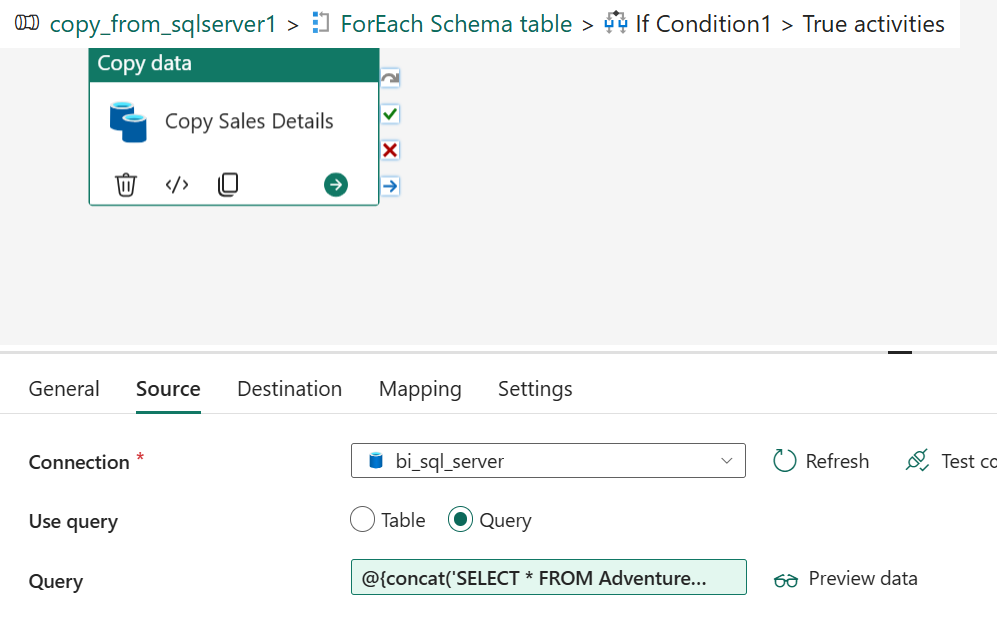 copy_from_sqlserver1 > ForEach Schema table > If Condition1 > True activities
Copy data
Copy Sales Details
General Source Destination Mapping Settings
Connection * bi_sql_server Refresh Test co
Use query Table Query
Query @{concat('SELECT * FROM Adventure... Preview data